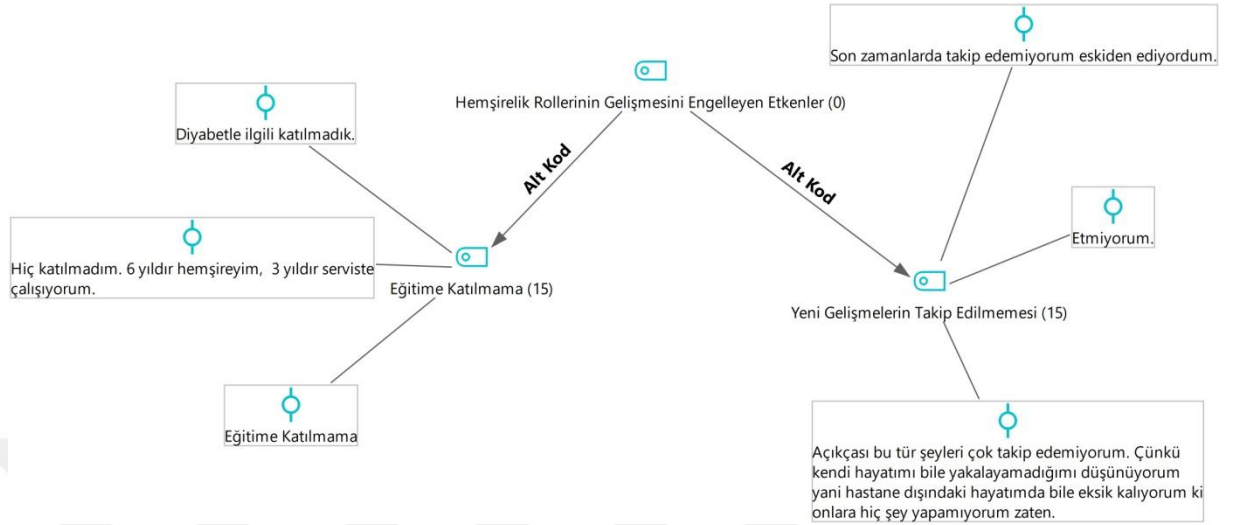 Son zamanlarda takip edemiyorum eskiden ediyordum.
Hemşirelik Rollerinin Gelişmesini Engelleyen Etkenler (0)
Diyabetle ilgili katılmadık.
Alt Kod
Alt Kod
Etmiyorum.
Hiç katılmadım. 6 yıldır hemşireyim, 3 yıldır serviste
çalışıyorum.
Eğitime Katılmama (15)
Yeni Gelişmelerin Takip Edilmemesi (15)
Eğitime Katılmama
Açıkçası bu tür şeyleri çok takip edemiyorum. Çünkü
kendi hayatımı bile yakalayamadığımı düşünüyorum
yani hastane dışındaki hayatımda bile eksik kalıyorum ki
onlara hiç şey yapamıyorum zaten.